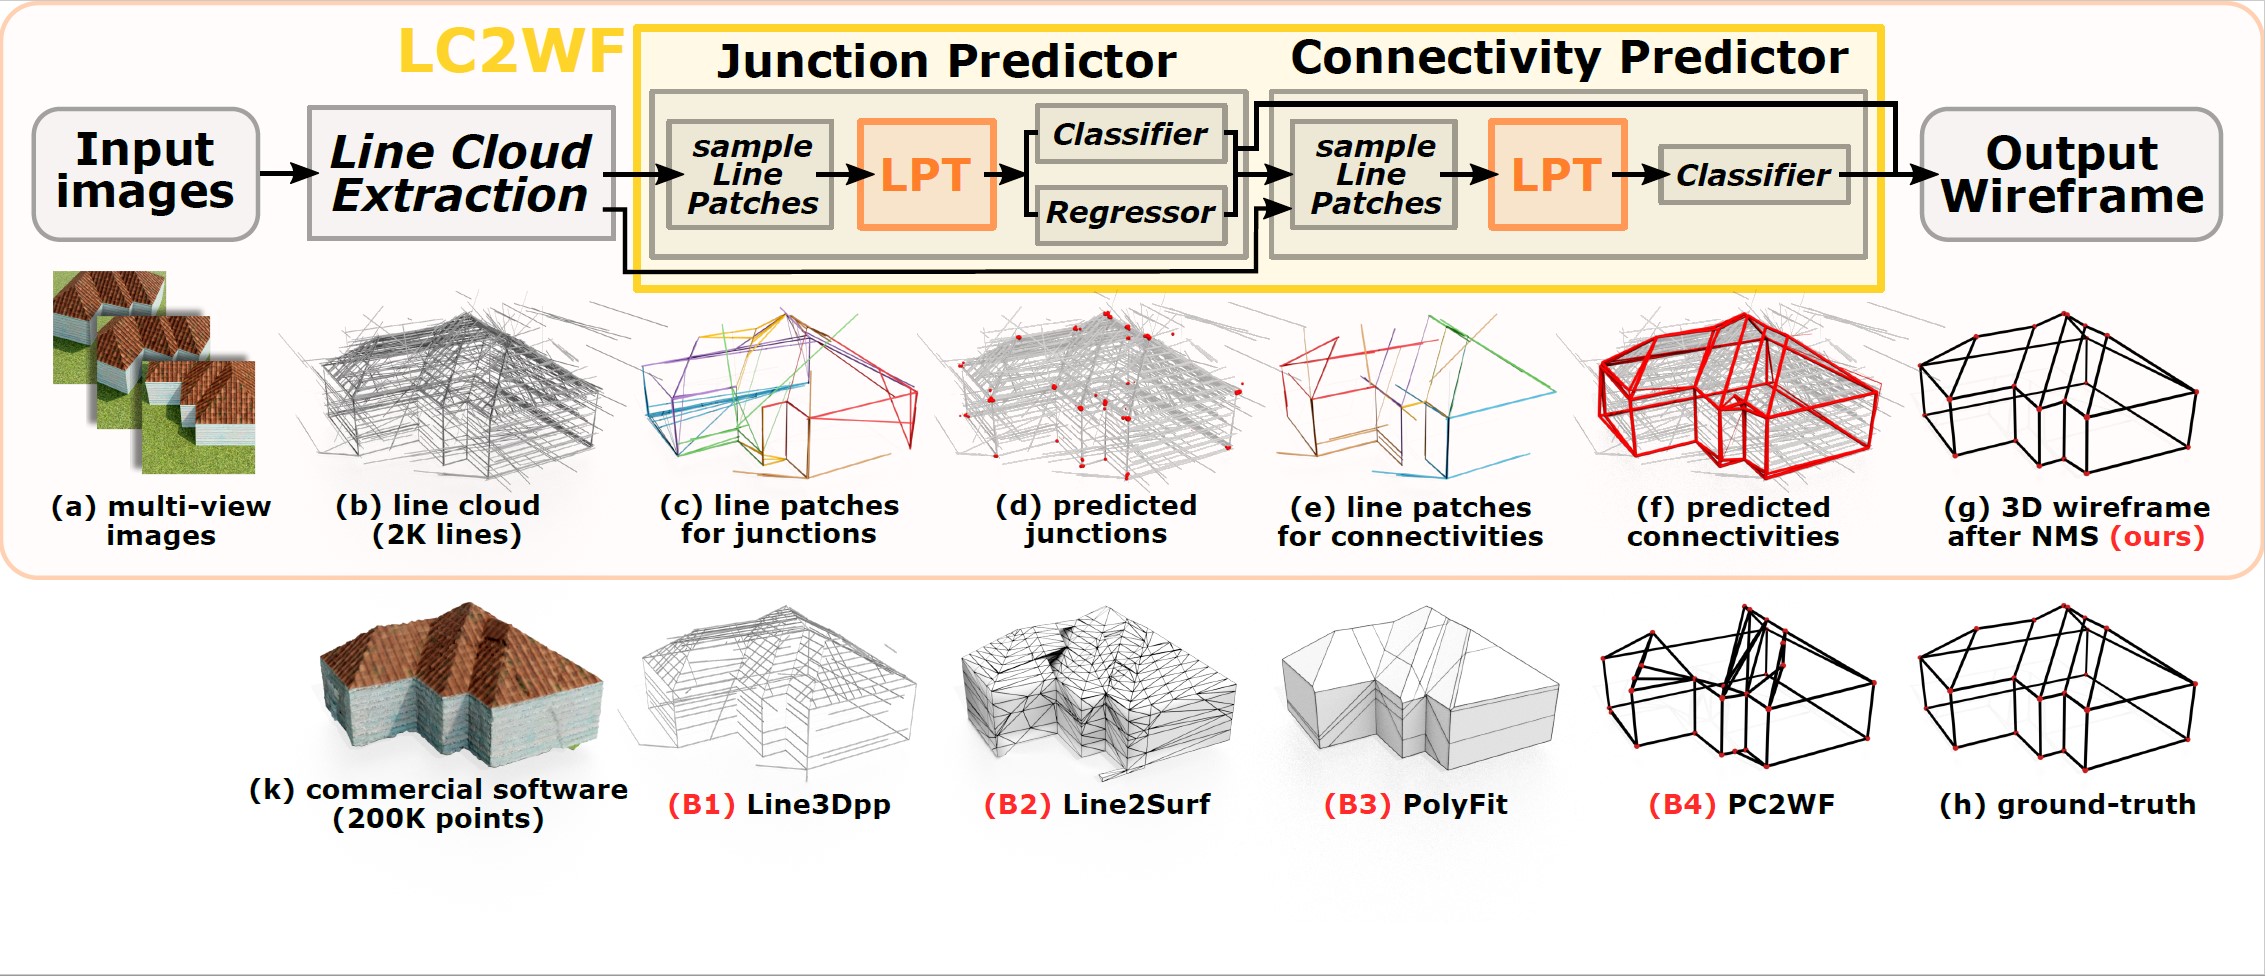 LC2WF
Junction Predictor
Connectivity Predictor
Input
images
Line Cloud
Extraction
sample
Line
Patches
LPT
Classifier
Regressor
sample
Line
Patches
LPT
Classifier
Output
Wireframe
(a) multi-view
images
(b) line cloud
(2K lines)
(c) line patches
for junctions
(d) predicted
junctions
(e) line patches
for connectivities
(f) predicted
connectivities
(g) 3D wireframe
after NMS (ours)
(k) commercial software
(200K points)
(B1) Line3Dpp
(B2) Line2Surf
(B3) PolyFit
(B4) PC2WF
(h) ground-truth